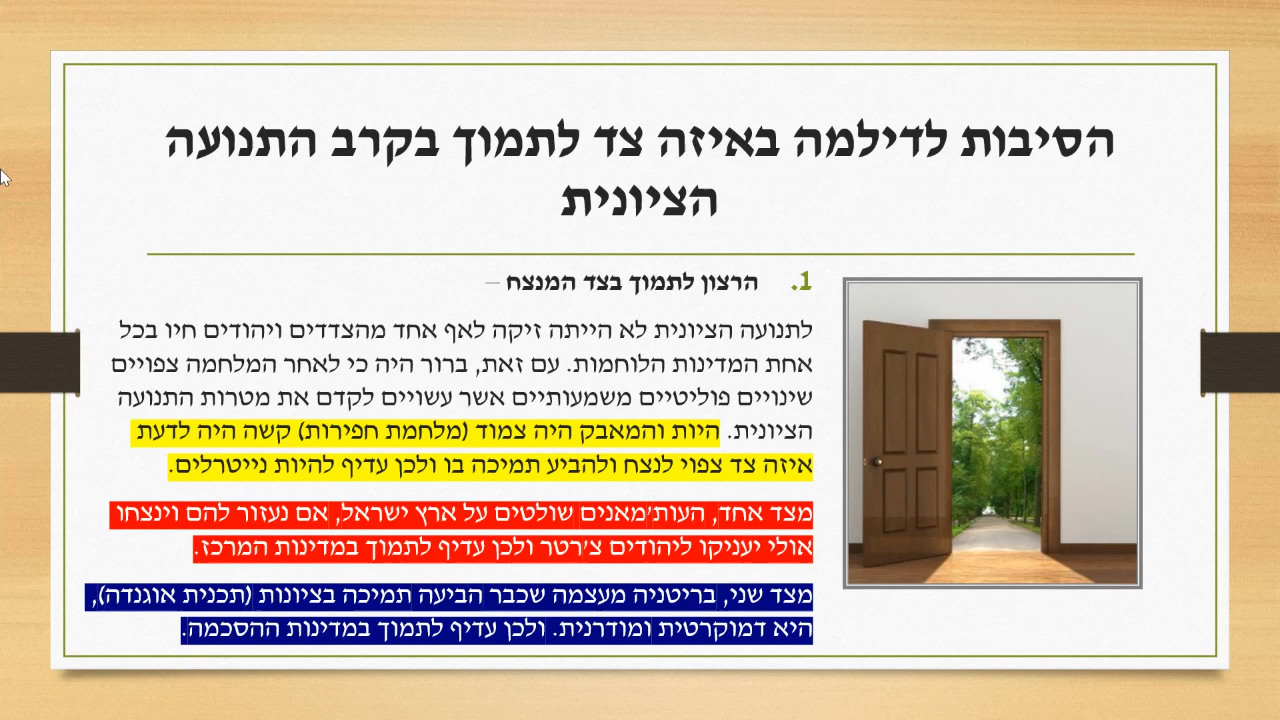 הסיבות לדילמה באיזה צד לתמוך בקרב התנועה
הציונית
1. הרצון לתמוך בצד המנצח –
לתנועה הציונית לא הייתה זיקה לאף אחד מהצדדים ויהודים חיו בכל
אחת המדינות הלוחמות. עם זאת, ברור היה כי לאחר המלחמה צפויים
שינויים פוליטיים משמעותיים אשר עשויים לקדם את מטרות התנועה
הציונית. היות והמאבק היה צמוד (מלחמת חפירות) קשה היה לדעת
איזה צד צפוי לנצח ולהביע תמיכה בו ולכן עדיף להיות נייטרלים.
מצד אחד, העות'מאנים שולטים על ארץ ישראל, אם נעזור להם וינצחו
אולי יעניקו ליהודים צ'רטר ולכן עדיף לתמוך במדינות המרכז.
מצד שני, בריטניה מעצמה שכבר הביעה תמיכה בציונות (תכנית אוגנדה),
היא דמוקרטית ומודרנית. ולכן עדיף לתמוך במדינות ההסכמה.